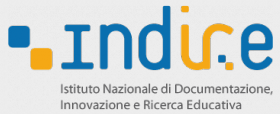 indire
Istituto Nazionale di Documentazione,
Innovazione e Ricerca Educativa